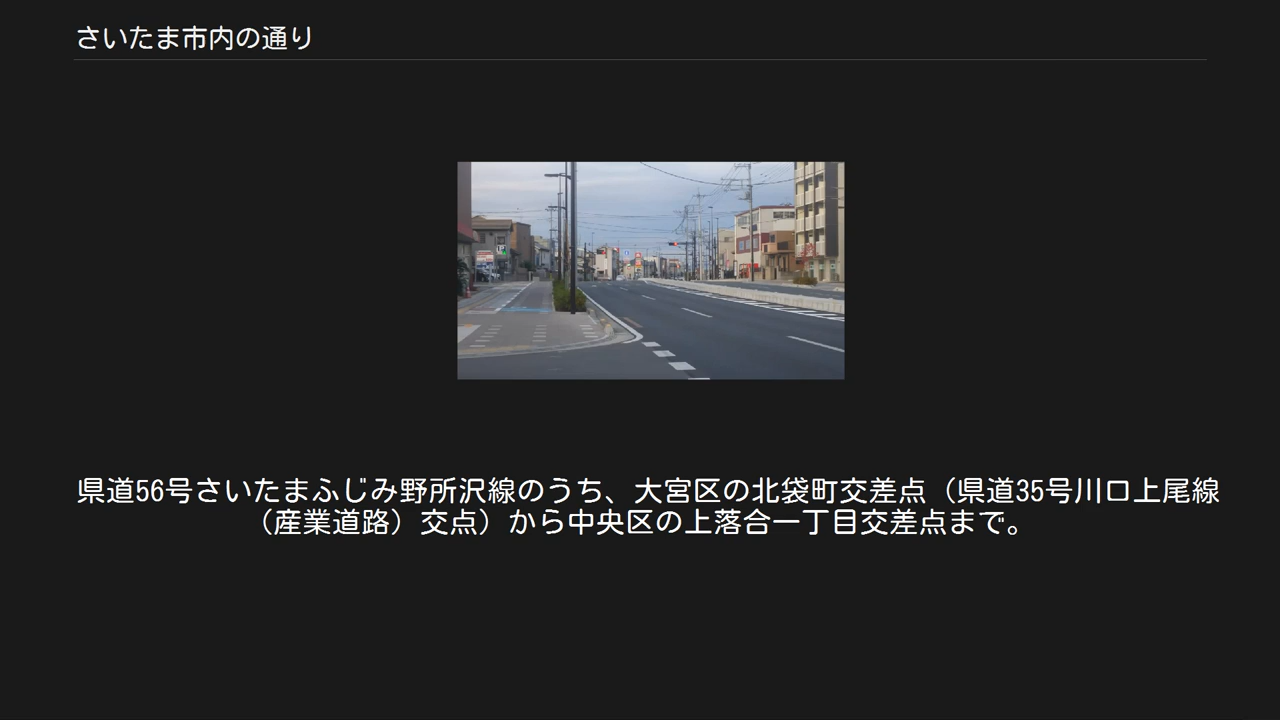 さいたま市内の通り
県道56号さいたまふじみ野所沢線のうち、大宮区の北袋町交差点（県道35号川口上尾線
（産業道路）交点）から中央区の上落合一丁目交差点まで。